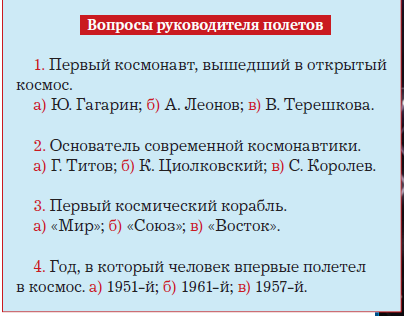 Вопросы руководителя полетов
1. Первый космонавт, вышедший в открытый
космос.
а) Ю. Гагарин; б) А. Леонов; в) В. Терешкова.
2. Основатель современной космонавтики.
а) Г. Титов; б) К. Циолковский; в) С. Королев.
3. Первый космический корабль.
а) «Мир»; б) «Союз»; в) «Восток».
4. Год, в который человек впервые полетел
в космос. а) 1951-й; б) 1961-й; в) 1957-й.